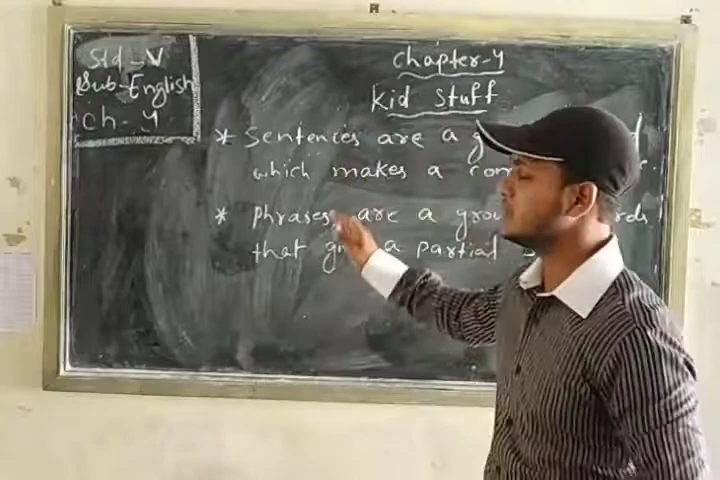 Std - V
Sub - English
Ch - 4
Chapter - 4
Kid Stuff
* Sentences are a
which makes a
* Phrases, are a
that a partial